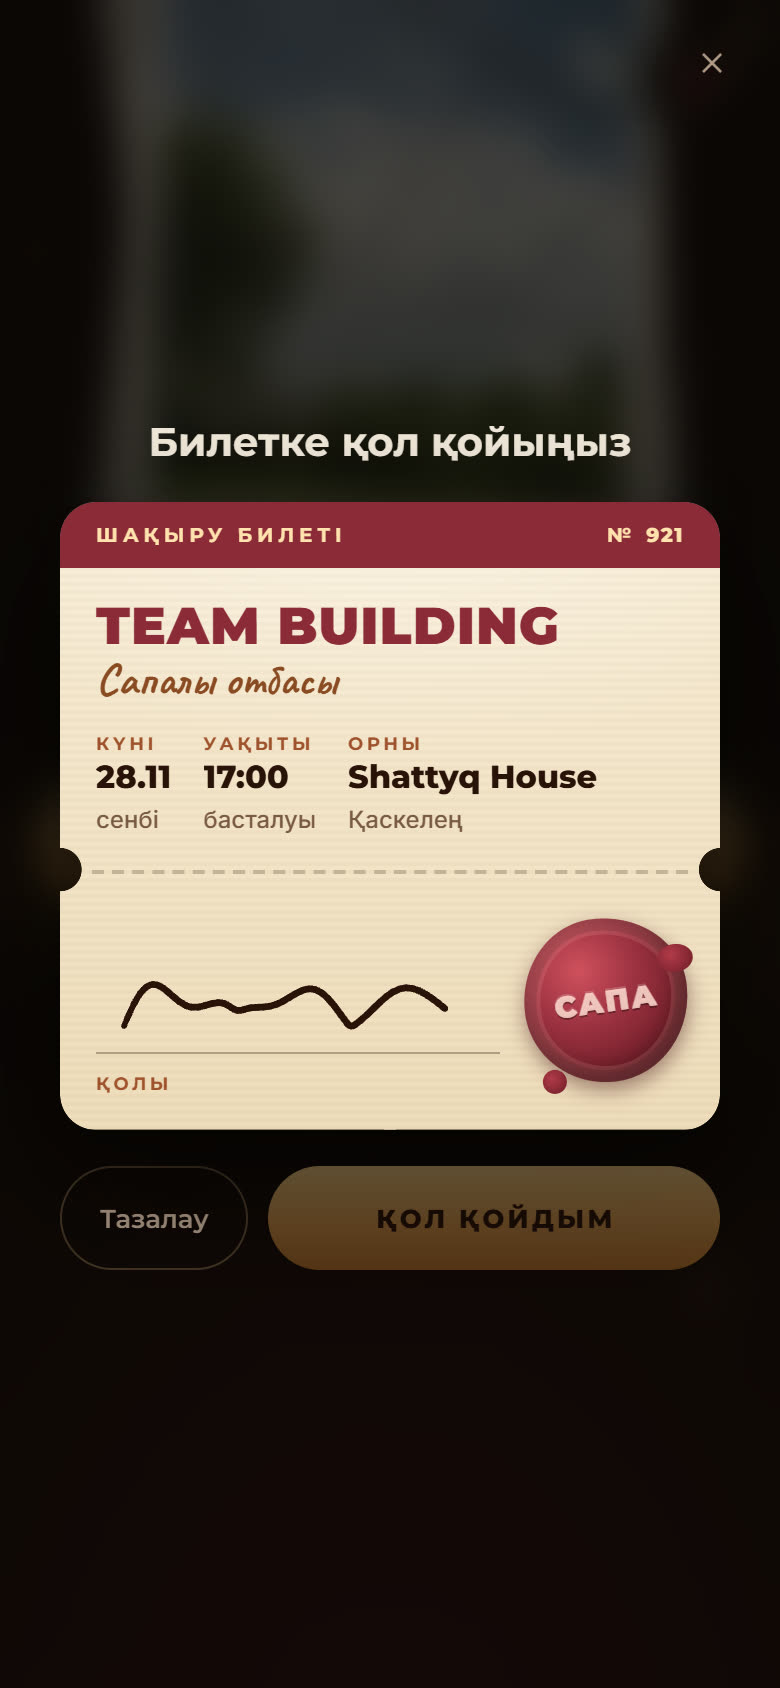 Билетке қол қойыңыз
ШАҚЫРУ БИЛЕТІ № 921
TEAM BUILDING
Сапалы отбасы
КҮНІ УАҚЫТЫ ОРНЫ
28.11 17:00 Shattyq House
сенбі басталуы Қаскелең
САПА
ҚОЛЫ
Тазалау ҚОЛ ҚОЙДЫМ